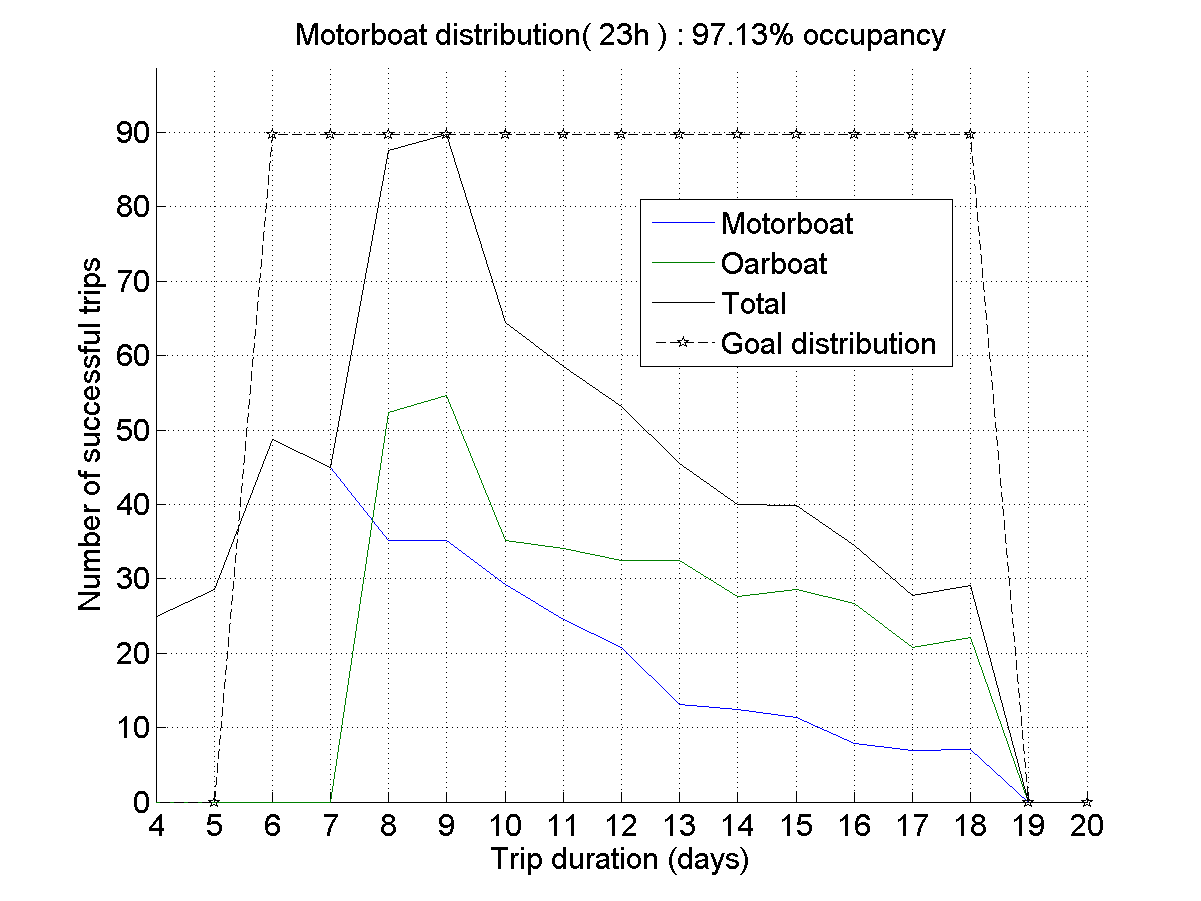 Motorboat distribution( 23h ) : 97.13% occupancy
90
80
70
60
50
40
30
20
10
0
Number of successful trips
Motorboat
Oarboat
Total
Goal distribution
4 5 6 7 8 9 10 11 12 13 14 15 16 17 18 19 20
Trip duration (days)